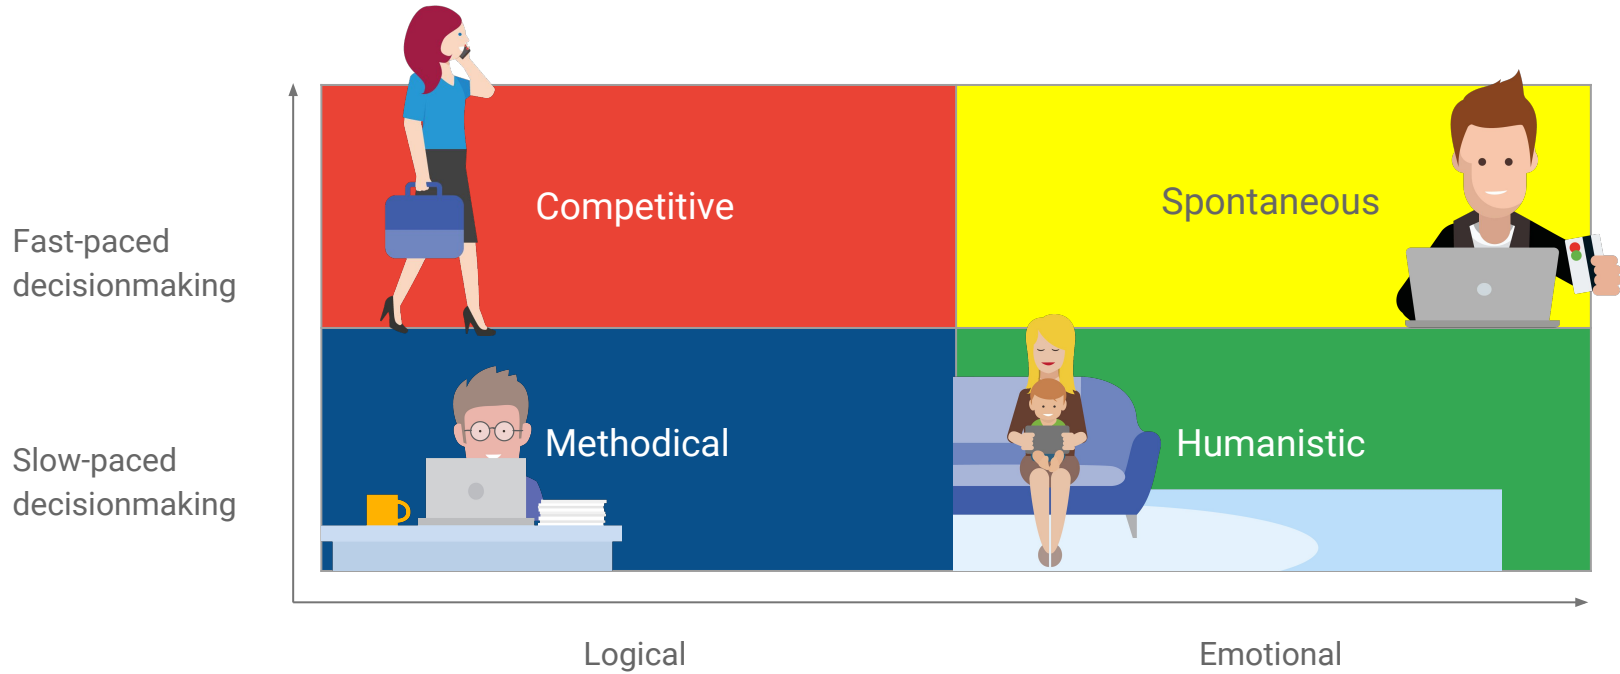 Competitive
Spontaneous
Fast-paced
decisionmaking
Methodical
Humanistic
Slow-paced
decisionmaking
Logical
Emotional